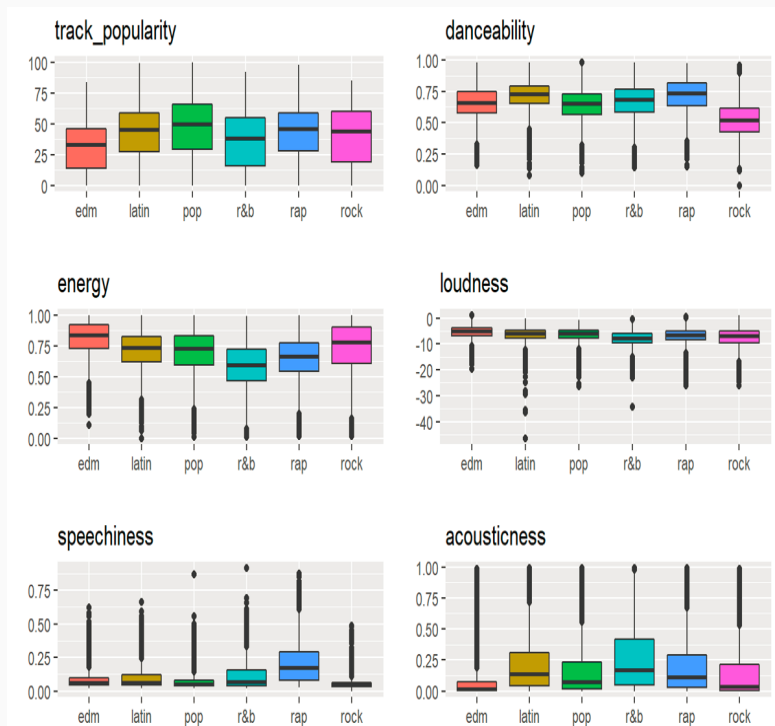 track_popularity
100
75
50
25
0
edm latin pop r&b rap rock
danceability
1.00
0.75
0.50
0.25
0.00
edm latin pop r&b rap rock
energy
1.00
0.75
0.50
0.25
0.00
edm latin pop r&b rap rock
loudness
0
-10
-20
-30
-40
edm latin pop r&b rap rock
speechiness
0.75
0.50
0.25
0.00
edm latin pop r&b rap rock
acousticness
1.00
0.75
0.50
0.25
0.00
edm latin pop r&b rap rock